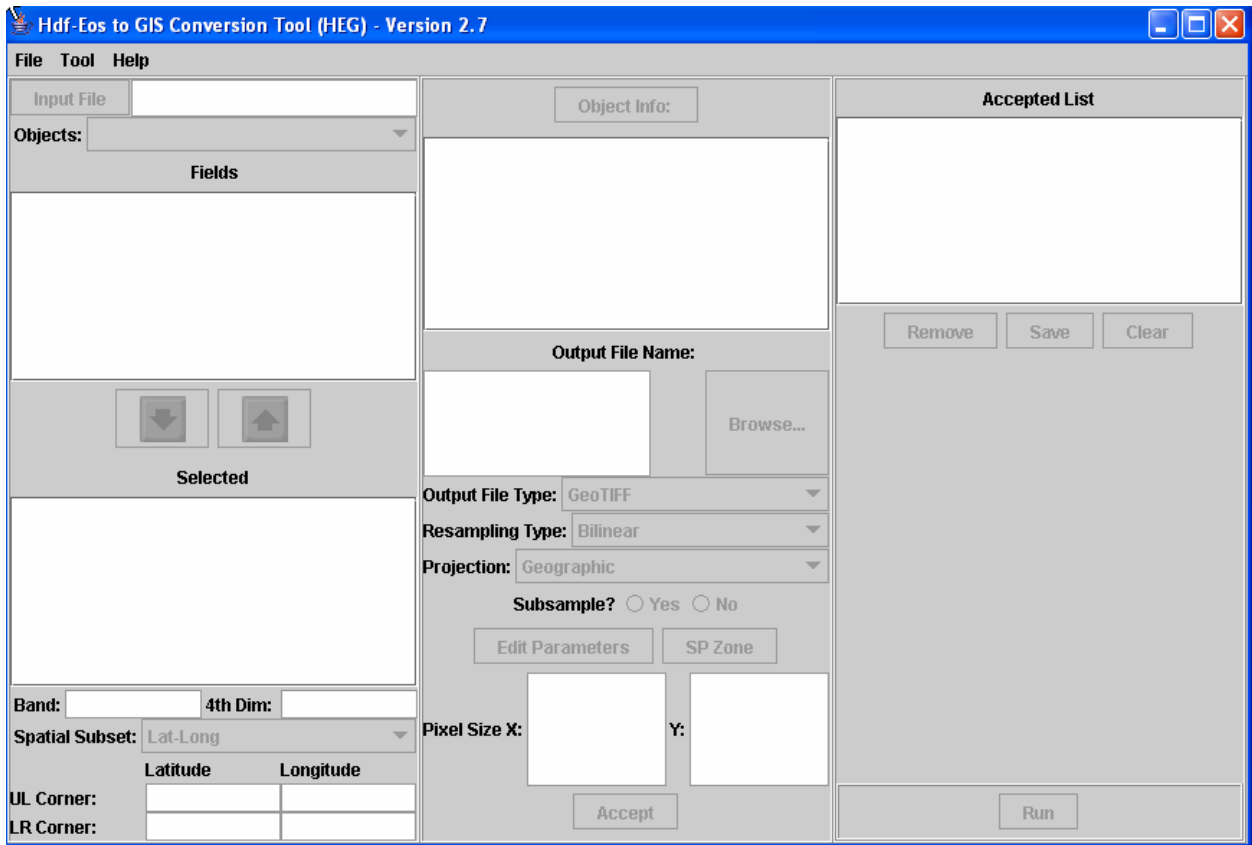 Hdf-Eos to GIS Conversion Tool (HEG) - Version 2.7
File Tool Help
Input File
Objects:
Fields
Selected
Band: 4th Dim:
Spatial Subset: Lat-Long
Latitude Longitude
UL Corner:
LR Corner:
Object Info:
Output File Name:
Browse...
Output File Type: GeoTIFF
Resampling Type: Bilinear
Projection: Geographic
Subsample? Yes No
Edit Parameters SP Zone
Pixel Size X: Y:
Accept
Accepted List
Remove Save Clear
Run